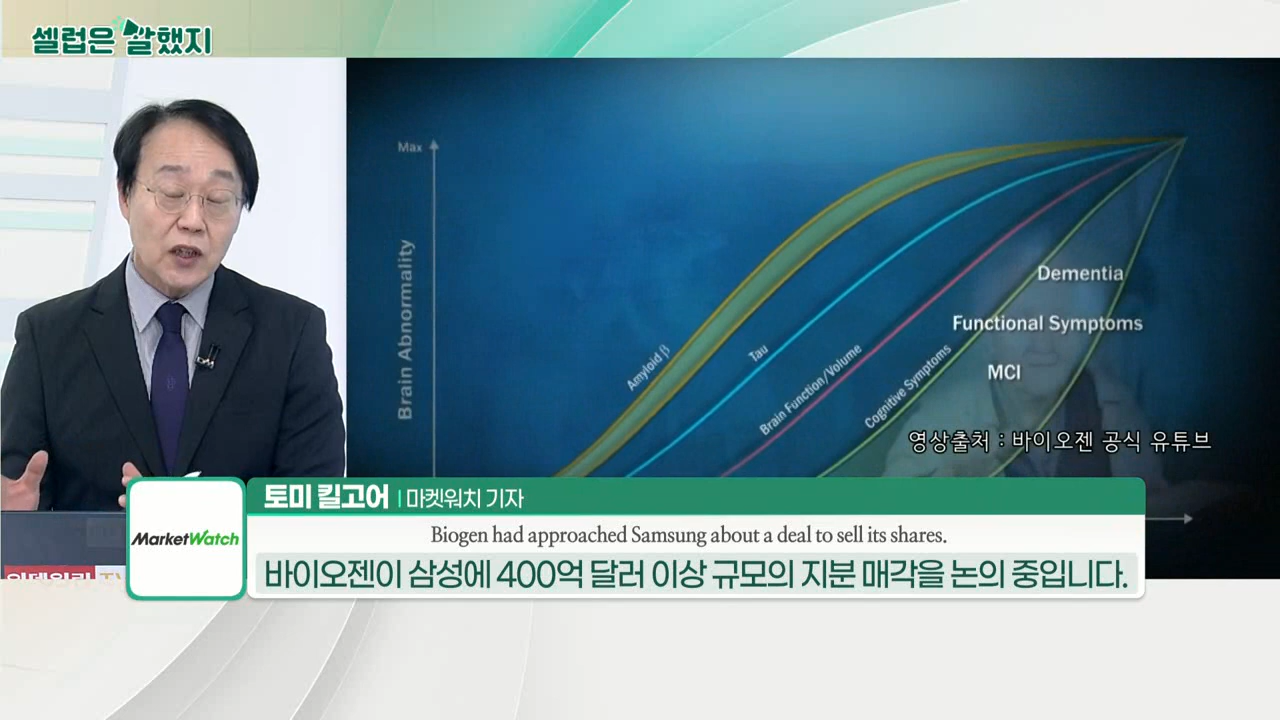 셀럽은 말했지
Max
Brain Abnormality
Amyloid β
Tau
Brain Function/Volume
Cognitive Symptoms
Dementia
Functional Symptoms
MCI
영상출처 : 바이오젠 공식 유튜브
토미 킬고어 | 마켓워치 기자
MarketWatch
Biogen had approached Samsung about a deal to sell its shares.
바이오젠이 삼성에 400억 달러 이상 규모의 지분 매각을 논의 중입니다.